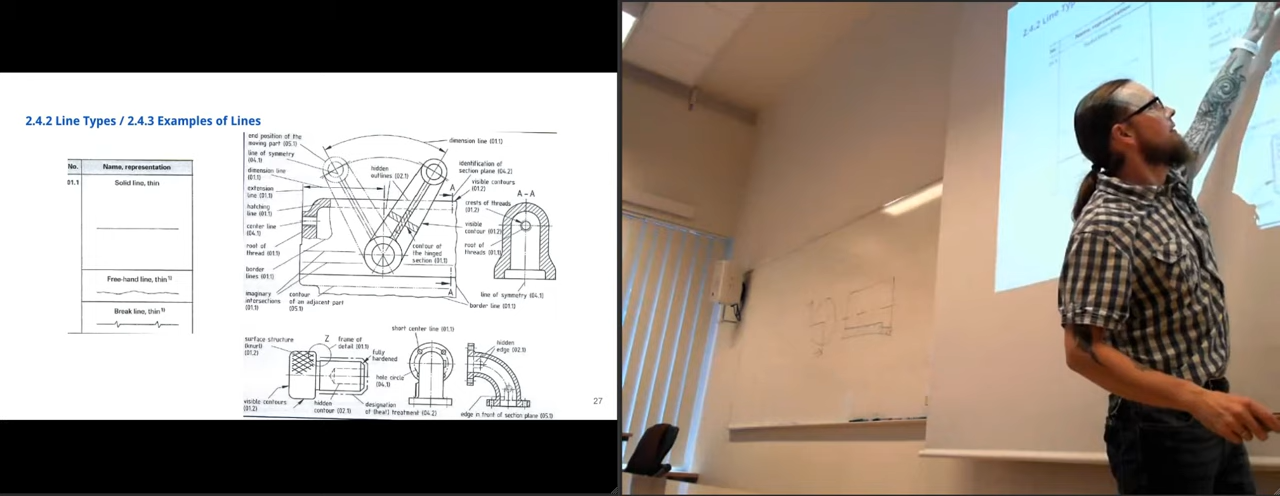 2.4.2 Line Types / 2.4.3 Examples of Lines
No. Name, representation
01.1 Solid line, thin
Free-hand line, thin 1)
Break line, thin 1)
end position of the
moving part (05.1)
line of symmetry
(04.1)
dimension line
(01.1)
extension
line (01.1)
hatching
line (01.1)
center line
(04.1)
root of
thread (01.1)
border
lines (01.1)
imaginary
intersections
(01.1)
contour
of an adjacent part
(05.1)
hidden
outlines (02.1)
dimension line (01.1)
identification of
section plane (04.2)
visible contours
(01.2)
A
A – A
crests of threads
(01.2)
visible
contour (01.2)
root of
threads (01.1)
contour of
the hinged
section (01.1)
A
line of symmetry (04.1)
border line (01.1)
surface structure
(knurl)
(01.2)
Z
frame of
detail (01.1)
fully
hardened
short center line (01.1)
hole circle
(04.1)
hidden
edge (02.1)
visible contours
(01.2)
hidden
contour (02.1)
designation
of (heat) treatment (04.2)
edge in front of section plane (05.1)
27
2.4.2 Line Typ